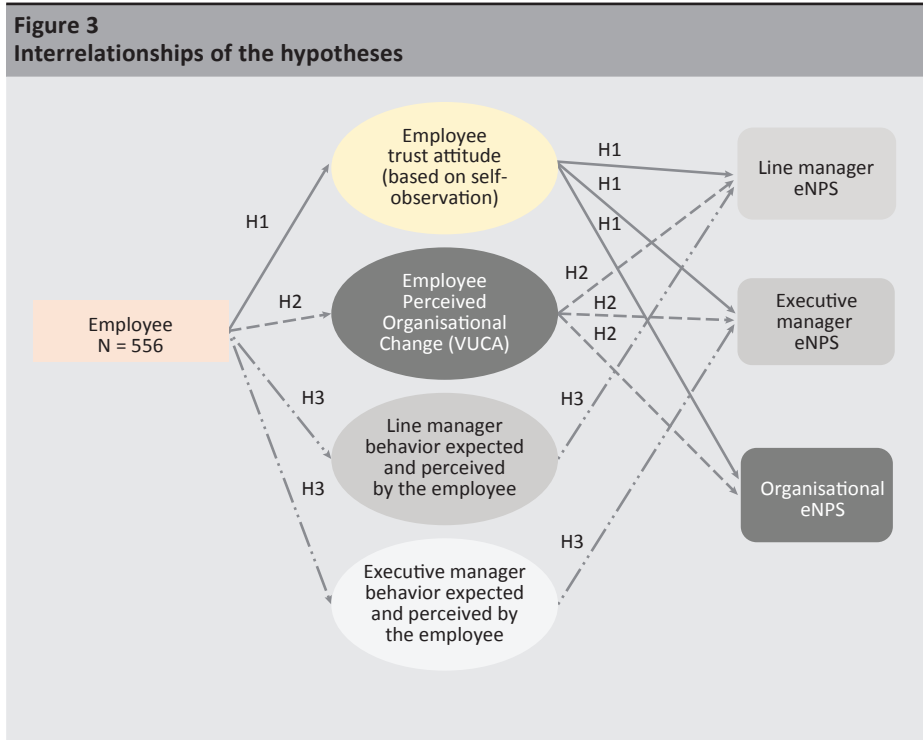 Figure 3
Interrelationships of the hypotheses
Employee
trust attitude
(based on self-
observation)
H1
H1
H1
H1
Line manager
eNPS
Employee
N = 556
H2
Employee
Perceived
Organisational
Change (VUCA)
H2
H2
H2
Executive
manager
eNPS
H3
Line manager
behavior expected
and perceived
by the employee
H3
Organisational
eNPS
H3
Executive manager
behavior expected
and perceived by
the employee
H3